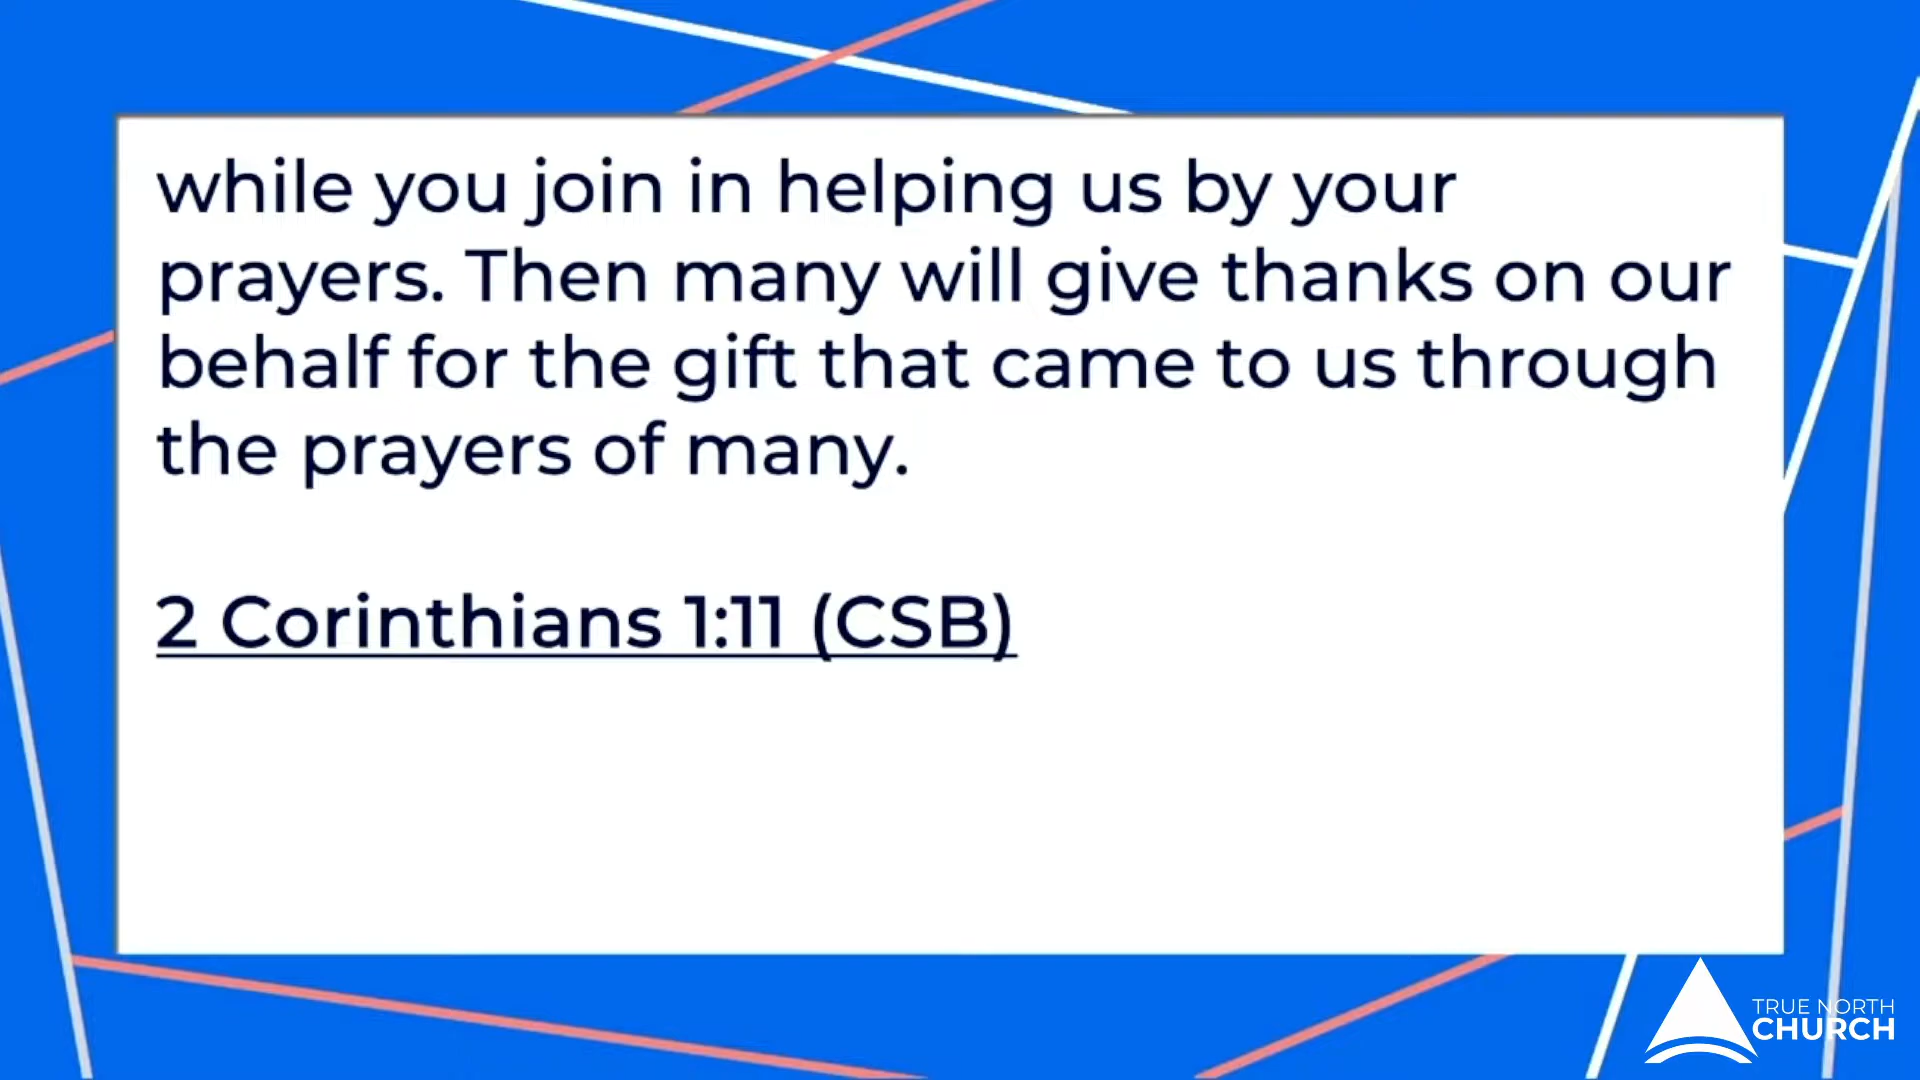 while you join in helping us by your
prayers. Then many will give thanks on our
behalf for the gift that came to us through
the prayers of many.
2 Corinthians 1:11 (CSB)
TRUE NORTH
CHURCH